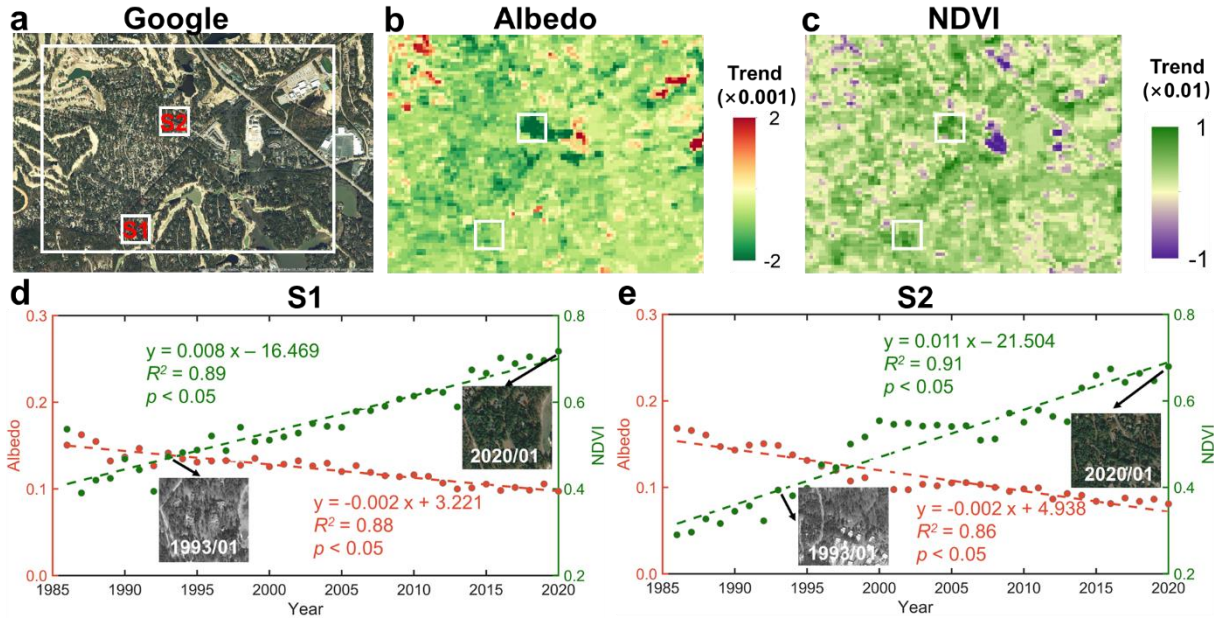 a
Google
S2
S1
b
Albedo
Trend
(×0.001)
2
-2
c
NDVI
Trend
(×0.01)
1
-1
d
S1
0.3
0.2
0.1
0.0
Albedo
y = 0.008 x – 16.469
R² = 0.89
p < 0.05
1993/01
y = -0.002 x + 3.221
R² = 0.88
p < 0.05
2020/01
0.8
0.6
0.4
0.2
NDVI
1985 1990 1995 2000 2005 2010 2015 2020
Year
e
S2
0.3
0.2
0.1
0.0
Albedo
y = 0.011 x – 21.504
R² = 0.91
p < 0.05
1993/01
y = -0.002 x + 4.938
R² = 0.86
p < 0.05
2020/01
0.8
0.6
0.4
0.2
NDVI
1985 1990 1995 2000 2005 2010 2015 2020
Year